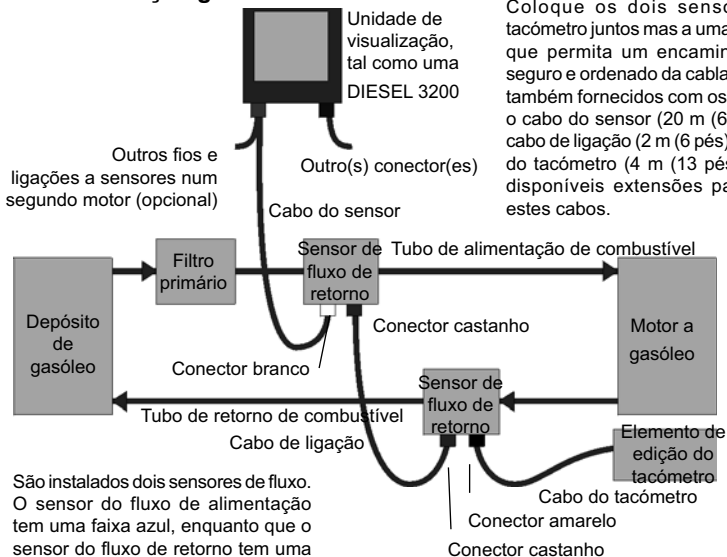 Unidade de
visualização,
tal como uma
DIESEL 3200
Coloque os dois
tacómetro juntos mas a uma
que permita um
seguro e ordenado da
também fornecidos com os
o cabo do sensor (20 m
cabo de ligação (2 m (6 pés)
do tacómetro (4 m (13
disponíveis extensões
estes cabos.
Outros fios e
ligações a sensores num
segundo motor (opcional)
Outro(s) conector(es)
Cabo do sensor
Depósito
de
gasóleo
Filtro
primário
Sensor de
fluxo de
retorno
Tubo de alimentação de combustível
Motor a
gasóleo
Conector castanho
Conector branco
Sensor de
fluxo de
retorno
Tubo de retorno de combustível
Cabo de ligação
Elemento de
edição do
tacómetro
Cabo do tacómetro
Conector amarelo
Conector castanho
São instalados dois sensores de fluxo.
O sensor do fluxo de alimentação
tem uma faixa azul, enquanto que o
sensor do fluxo de retorno tem uma